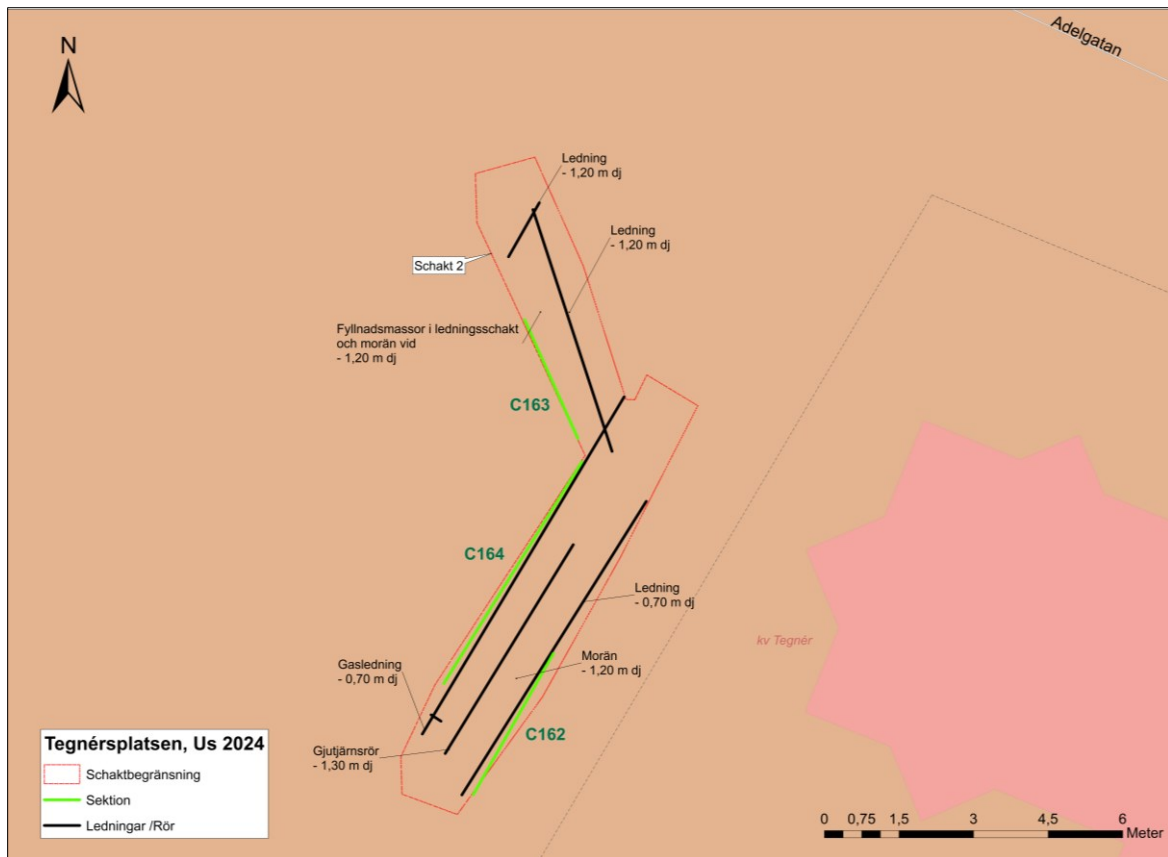 Adelgatan
N
Ledning
- 1,20 m dj
Ledning
- 1,20 m dj
Schakt 2
Fyllnadsmassor i ledningsschakt
och morän vid
- 1,20 m dj
C163
C164
Ledning
- 0,70 m dj
kv Tegnér
Morän
- 1,20 m dj
Gasledning
- 0,70 m dj
C162
Gjutjärnsrör
- 1,30 m dj
Tegnérsplatsen, Us 2024
Schaktbegränsning
Sektion
Ledningar /Rör
0 0,75 1,5 3 4,5 6
Meter